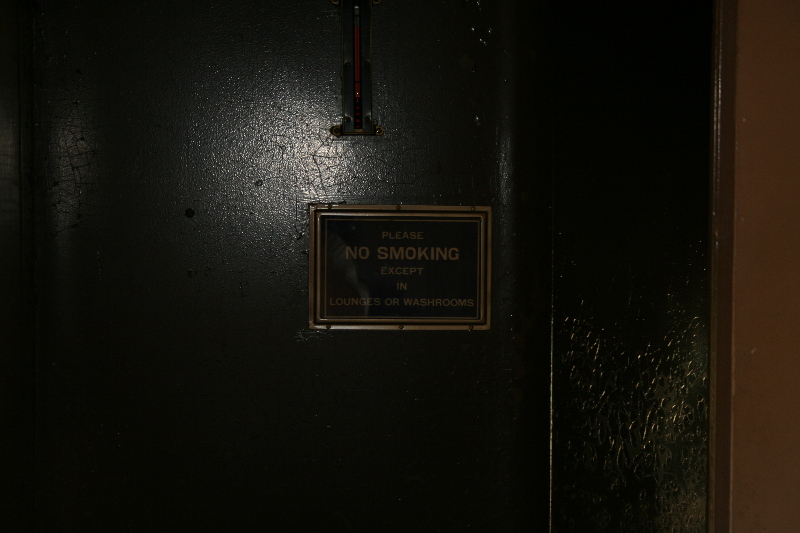 PLEASE
NO SMOKING
EXCEPT
IN
LOUNGES OR WASHROOMS